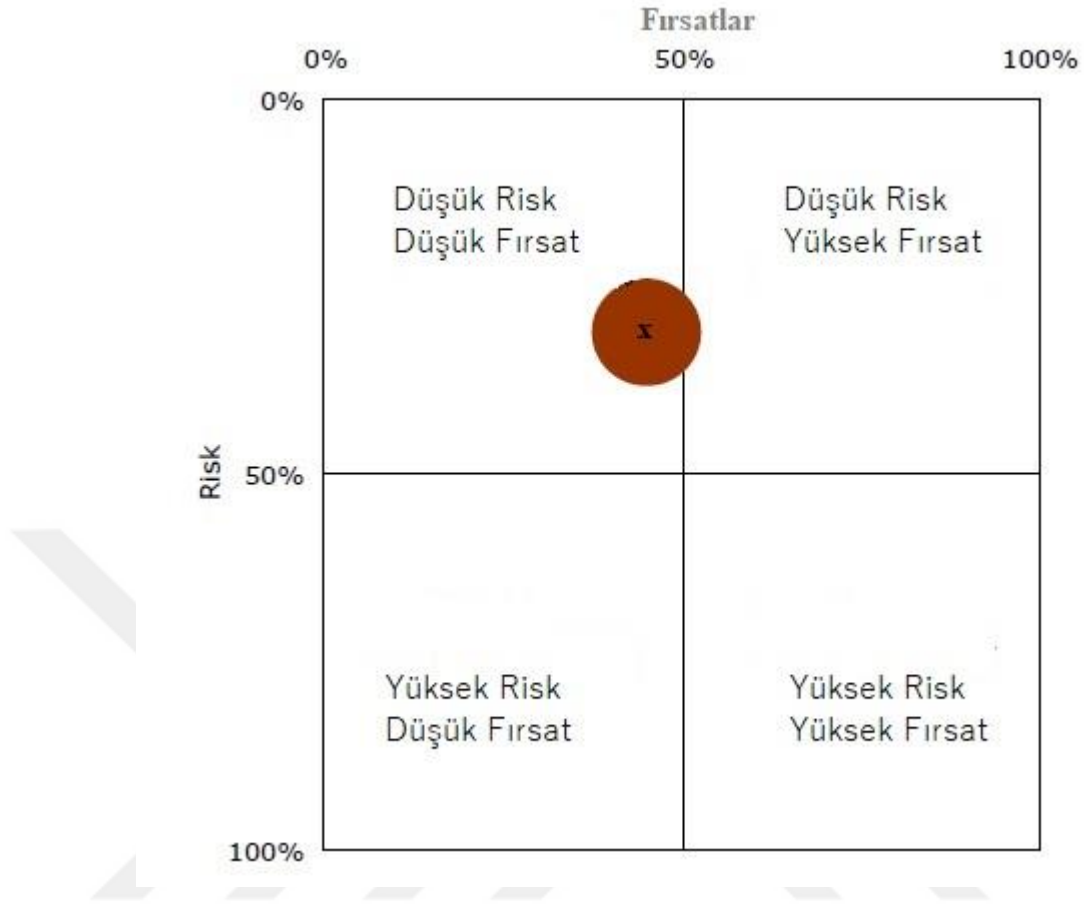 Fırsatlar
0% 50% 100%
0%
Düşük Risk
Düşük Fırsat
Düşük Risk
Yüksek Fırsat
x
Risk
50%
Yüksek Risk
Düşük Fırsat
Yüksek Risk
Yüksek Fırsat
100%